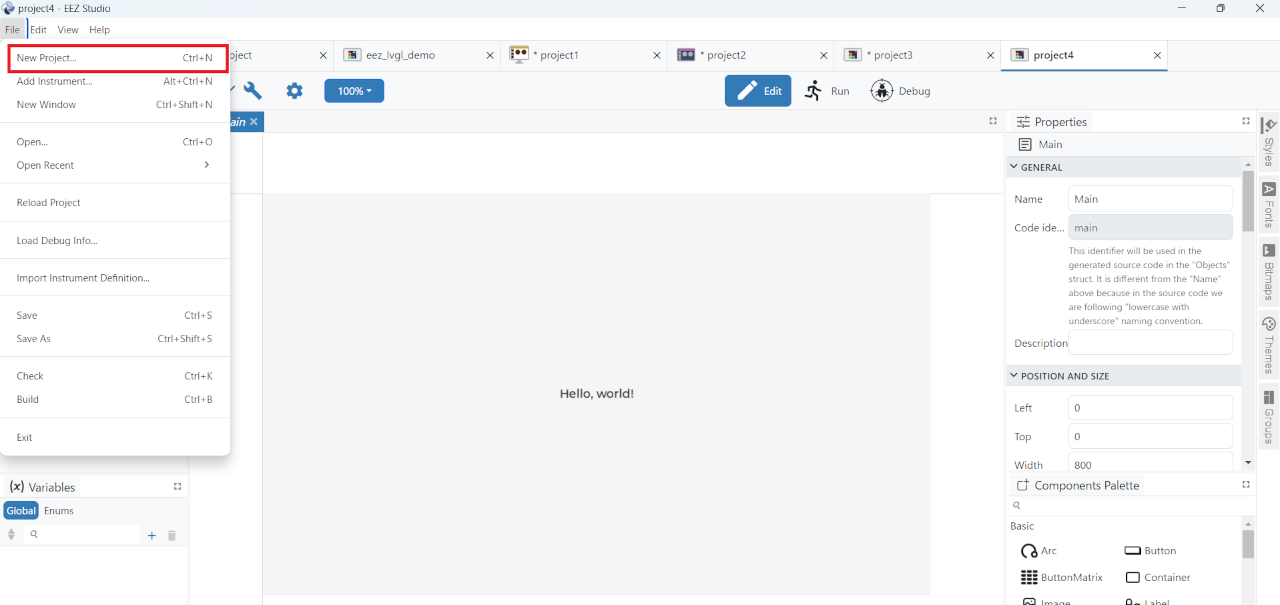 project4 - EEZ Studio
File Edit View Help
New Project... Ctrl+N
Add Instrument... Alt+Ctrl+N
New Window Ctrl+Shift+N
Open... Ctrl+O
Open Recent
Reload Project
Load Debug Info...
Import Instrument Definition...
Save Ctrl+S
Save As Ctrl+Shift+S
Check Ctrl+K
Build Ctrl+B
Exit
eez_lvgl_demo
* project1
* project2
* project3
project4
100%
Edit
Run
Debug
Hello, world!
Properties
Main
GENERAL
Name Main
Code ide... main
This identifier will be used in the
generated source code in the "Objects"
struct. It is different from the "Name"
above because in the source code we
are following "lowercase with
underscore" naming convention.
Description
POSITION AND SIZE
Left 0
Top 0
Width 800
Components Palette
Basic
Arc Button
ButtonMatrix Container
Image Label
Styles
Fonts
Bitmaps
Themes
Groups
(x) Variables
Global Enums